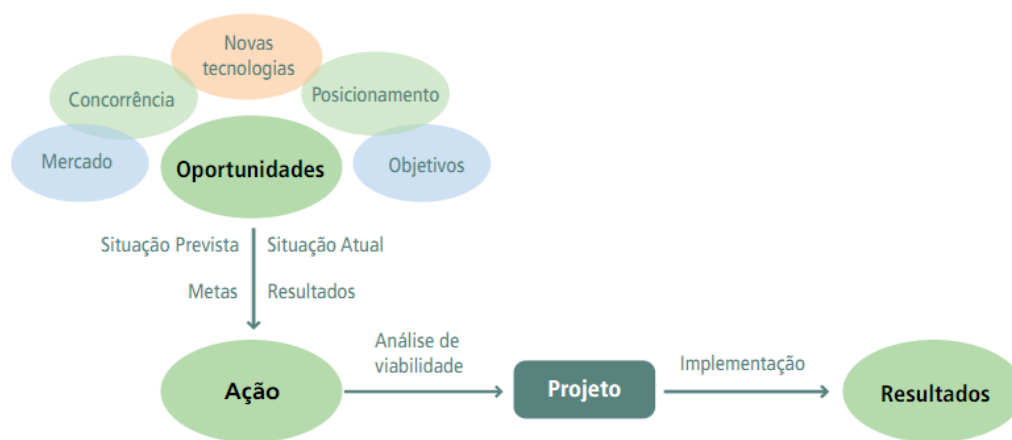 Novas
tecnologias
Concorrência
Posicionamento
Mercado
Oportunidades
Objetivos
Situação Prevista
Situação Atual
Metas
Resultados
Análise de
viabilidade
Implementação
Ação
Projeto
Resultados